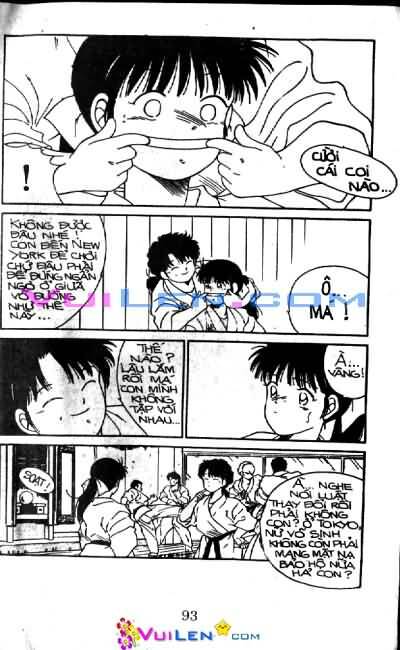 CƯỜI
CÁI COI
NÀO...
!
KHÔNG ĐƯỢC
ĐÂU NHÉ!
CON ĐẾN NEW
YORK ĐỂ CHƠI
CHỨ ĐÂU PHẢI
ĐỂ ĐỨNG NGẨN
NGƠ Ở GIỮA
VÕ ĐƯỜNG
NHƯ THẾ
NÀY...
Ô...
MA!
VuiLen.com
THẾ
NÀO?
LÂU LẮM
RỒI MẸ
CON MÌNH
KHÔNG
TẬP VỚI
NHAU...
À...
VÂNG!
SOẠT!
À... NGHE
NÓI LUẬT
THAY ĐỔI RỒI
PHẢI KHÔNG
CON? Ở TOKYO,
NỮ VÕ SINH
KHÔNG CÒN PHẢI
MANG MẶT NẠ
BẢO HỘ NỮA
HẢ CON?
93
VuiLen.com